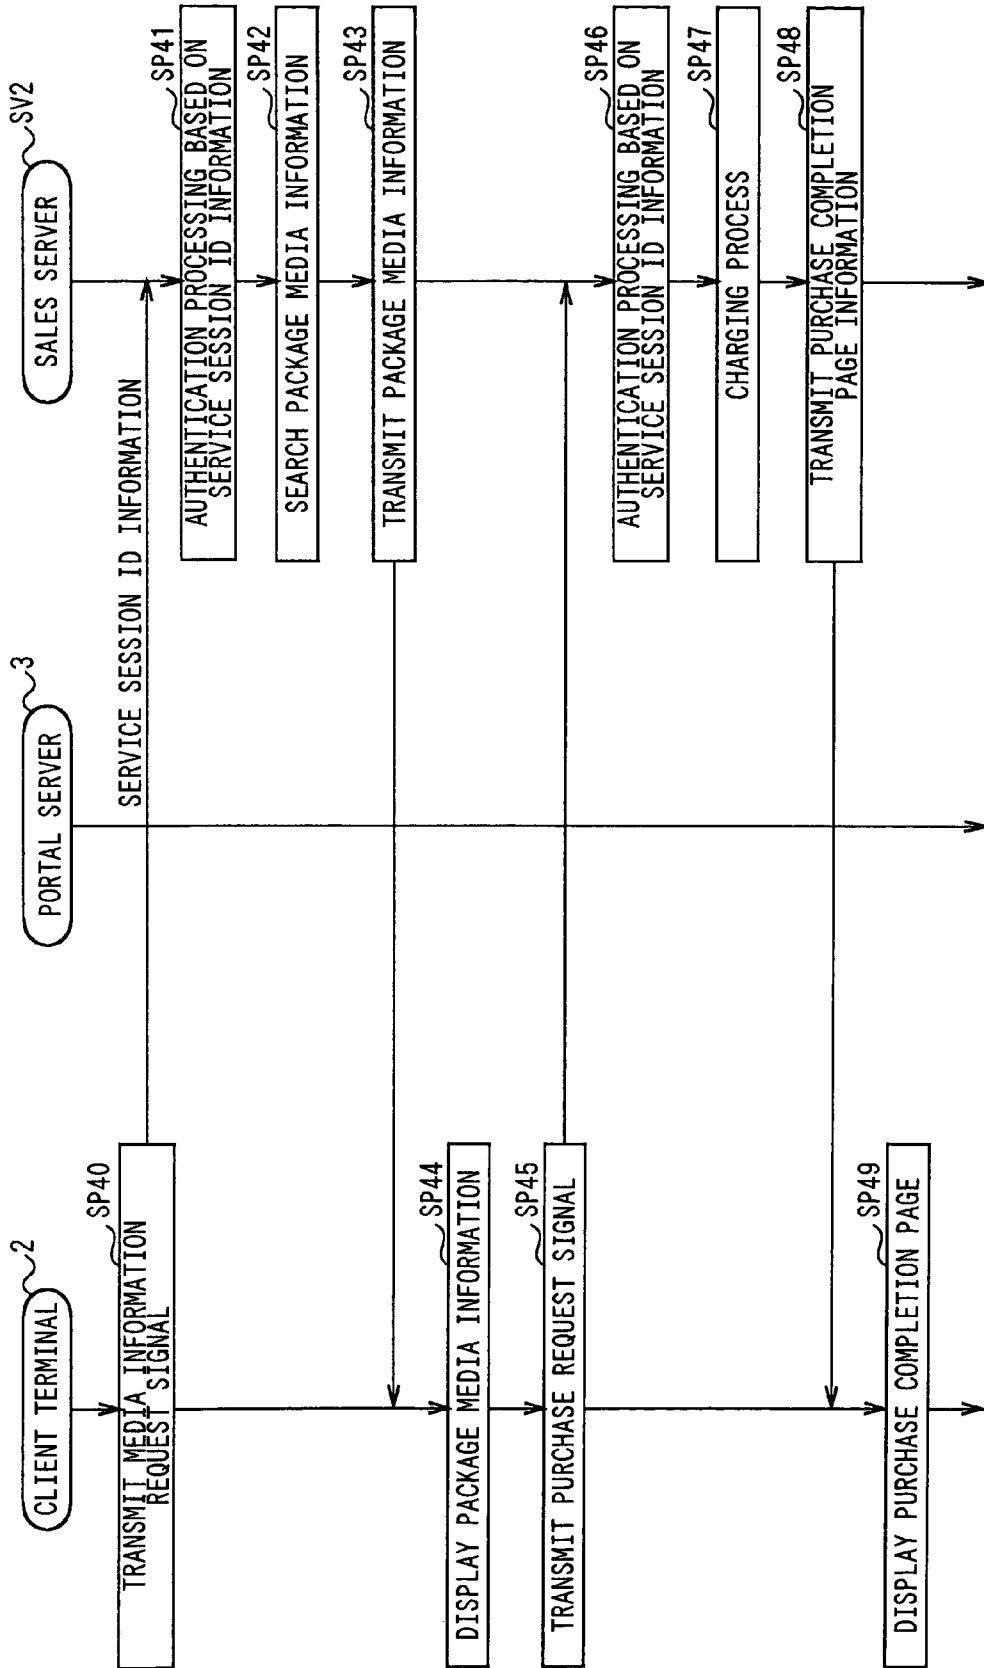 CLIENT TERMINAL
2
PORTAL SERVER
3
SALES SERVER
SV2
SP40
TRANSMIT MEDIA INFORMATION
REQUEST SIGNAL
SERVICE SESSION ID INFORMATION
SP41
AUTHENTICATION PROCESSING BASED ON
SERVICE SESSION ID INFORMATION
SP42
SEARCH PACKAGE MEDIA INFORMATION
SP43
TRANSMIT PACKAGE MEDIA INFORMATION
SP44
DISPLAY PACKAGE MEDIA INFORMATION
SP45
TRANSMIT PURCHASE REQUEST SIGNAL
SP46
AUTHENTICATION PROCESSING BASED ON
SERVICE SESSION ID INFORMATION
SP47
CHARGING PROCESS
SP48
TRANSMIT PURCHASE COMPLETION
PAGE INFORMATION
SP49
DISPLAY PURCHASE COMPLETION PAGE